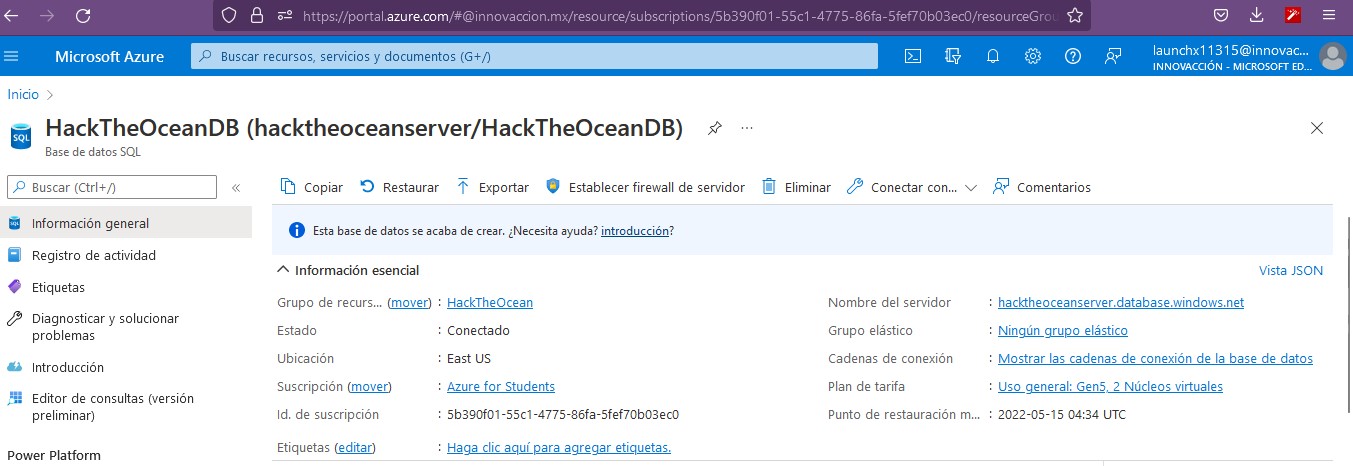 https://portal.azure.com/#@innovaccion.mx/resource/subscriptions/5b390f01-55c1-4775-86fa-5fef70b03ec0/resourceGrou
Microsoft Azure
Buscar recursos, servicios y documentos (G+/)
launchx11315@innovac...
INNOVACCIÓN - MICROSOFT ED...
Inicio >
HackTheOceanDB (hacktheoceanserver/HackTheOceanDB)
Base de datos SQL
Buscar (Ctrl+/)
Información general
Registro de actividad
Etiquetas
Diagnosticar y solucionar
problemas
Introducción
Editor de consultas (versión
preliminar)
Power Platform
Copiar Restaurar Exportar Establecer firewall de servidor Eliminar Conectar con... Comentarios
Esta base de datos se acaba de crear. ¿Necesita ayuda? introducción?
Información esencial Vista JSON
Grupo de recurs... (mover) : HackTheOcean
Estado : Conectado
Ubicación : East US
Suscripción (mover) : Azure for Students
Id. de suscripción : 5b390f01-55c1-4775-86fa-5fef70b03ec0
Etiquetas (editar) : Haga clic aquí para agregar etiquetas.
Nombre del servidor : hacktheoceanserver.database.windows.net
Grupo elástico : Ningún grupo elástico
Cadenas de conexión : Mostrar las cadenas de conexión de la base de datos
Plan de tarifa : Uso general: Gen5, 2 Núcleos virtuales
Punto de restauración m... : 2022-05-15 04:34 UTC